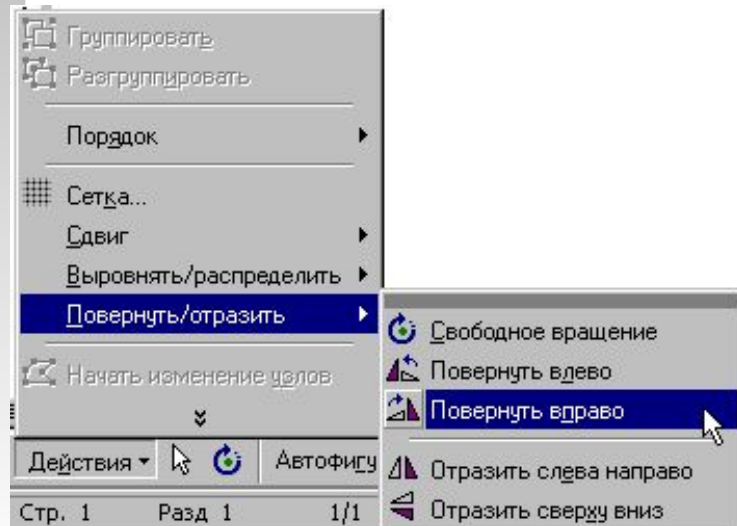 Группировать
Разгруппировать
Порядок
Сетка...
Сдвиг
Выровнять/распределить
Повернуть/отразить
Начать изменение узлов
Свободное вращение
Повернуть влево
Повернуть вправо
Отразить слева направо
Отразить сверху вниз
Действия Автофигу
Стр. 1 Разд 1 1/1